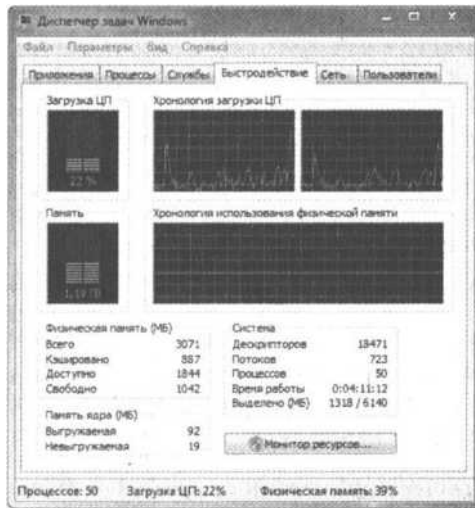 Диспетчер задач Windows
Файл Параметры Вид Справка
Приложения Процессы Службы Быстродействие Сеть Пользователи
Загрузка ЦП
Хронология загрузки ЦП
22 %
Память
Хронология использования физической памяти
1,19 ГБ
Физическая память (МБ)
Всего 3071
Кэшировано 887
Доступно 1844
Свободно 1042
Память ядра (МБ)
Выгружаемая 92
Невыгружаемая 19
Система
Дескрипторов 18471
Потоков 723
Процессов 50
Время работы 0:04:11:12
Выделено (МБ) 1318 / 6140
Монитор ресурсов...
Процессов: 50 Загрузка ЦП: 22% Физическая память: 39%